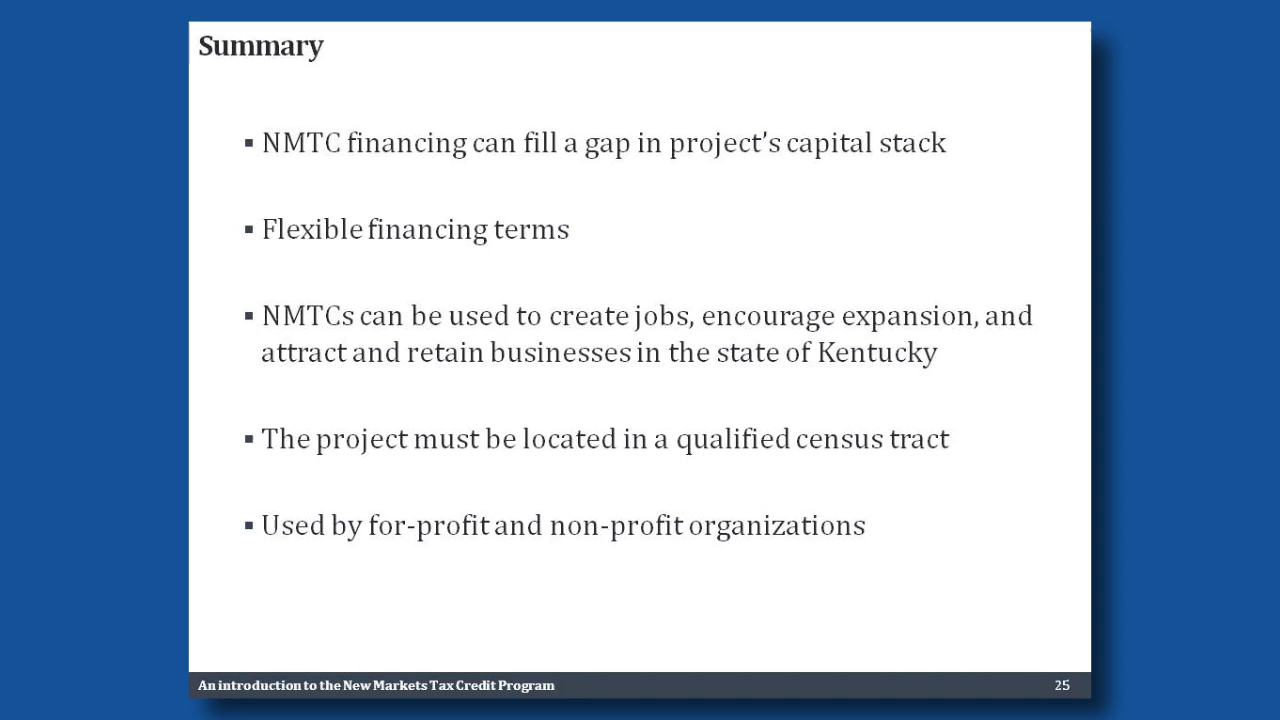 Summary
▪ NMTC financing can fill a gap in project’s capital stack
▪ Flexible financing terms
▪ NMTCs can be used to create jobs, encourage expansion, and
attract and retain businesses in the state of Kentucky
▪ The project must be located in a qualified census tract
▪ Used by for-profit and non-profit organizations
An introduction to the New Markets Tax Credit Program
25